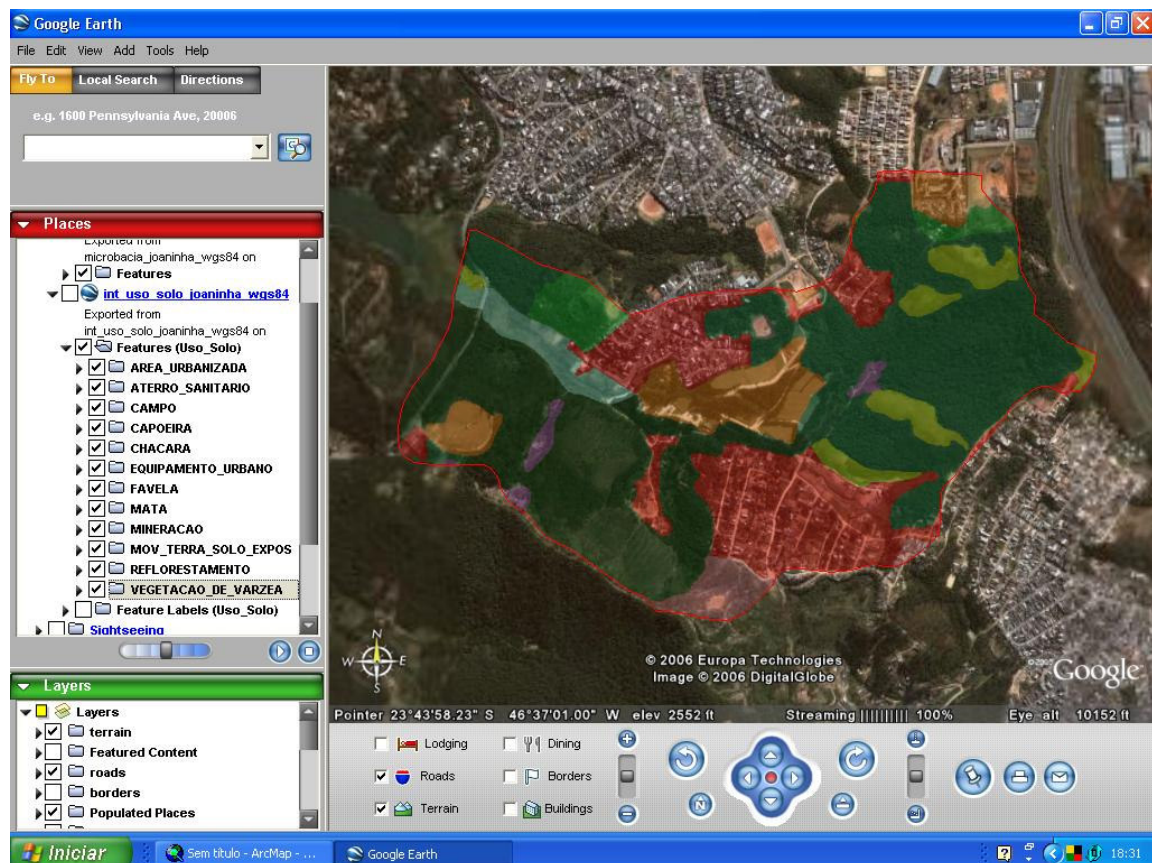 Google Earth
File Edit View Add Tools Help
Fly To Local Search Directions
e.g. 1600 Pennsylvania Ave, 20006
Places
Exported from
microbacia_joaninha_wgs84 on
Features
int_uso_solo_joaninha_wgs84
Exported from
int_uso_solo_joaninha_wgs84 on
Features (Uso_Solo)
AREA_URBANIZADA
ATERRO_SANITARIO
CAMPO
CAPOEIRA
CHACARA
EQUIPAMENTO_URBANO
FAVELA
MATA
MINERACAO
MOV_TERRA_SOLO_EXPOS
REFLORESTAMENTO
VEGETACAO_DE_VARZEA
Feature Labels (Uso_Solo)
Sightseeing
Layers
Layers
terrain
Featured Content
roads
borders
Populated Places
N
W E
S
© 2006 Europa Technologies
Image © 2006 DigitalGlobe
Google
Pointer 23°43'58.23" S 46°37'01.00" W elev 2552 ft Streaming |||||||||| 100% Eye alt 10152 ft
Lodging Dining
Roads Borders
Terrain Buildings
N
Iniciar Sem título - ArcMap - ... Google Earth 18:31